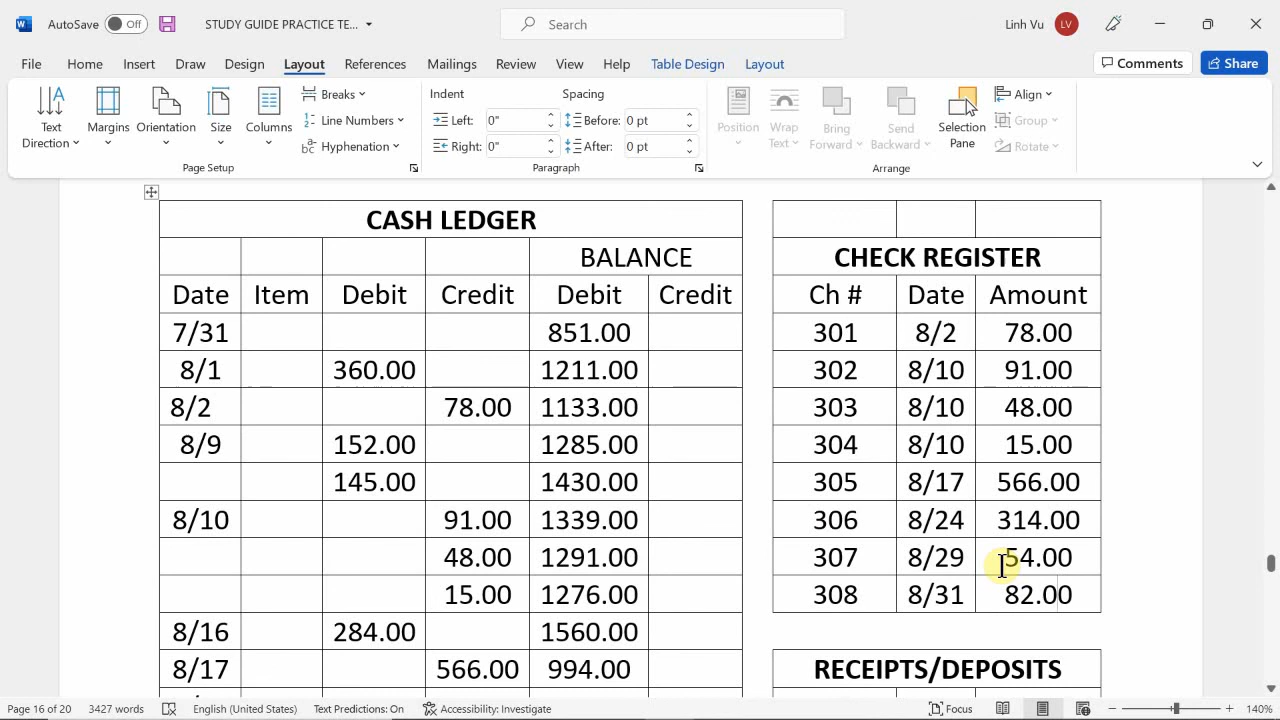 AutoSave Off STUDY GUIDE PRACTICE TE... Search Linh Vu LV
File Home Insert Draw Design Layout References Mailings Review View Help Table Design Layout Comments Share
Text Direction Margins Orientation Size Columns
Breaks
Line Numbers
Hyphenation
Page Setup
Indent Spacing
Left: 0" Before: 0 pt
Right: 0" After: 0 pt
Paragraph
Position Wrap Text Bring Forward Send Backward Selection Pane
Align
Group
Rotate
Arrange
CASH LEDGER
BALANCE
Date Item Debit Credit Debit Credit
7/31 851.00
8/1 360.00 1211.00
8/2 78.00 1133.00
8/9 152.00 1285.00
145.00 1430.00
8/10 91.00 1339.00
48.00 1291.00
15.00 1276.00
8/16 284.00 1560.00
8/17 566.00 994.00
CHECK REGISTER
Ch # Date Amount
301 8/2 78.00
302 8/10 91.00
303 8/10 48.00
304 8/10 15.00
305 8/17 566.00
306 8/24 314.00
307 8/29 54.00
308 8/31 82.00
RECEIPTS/DEPOSITS
Page 16 of 20 3427 words English (United States) Text Predictions: On Accessibility: Investigate Focus 140%